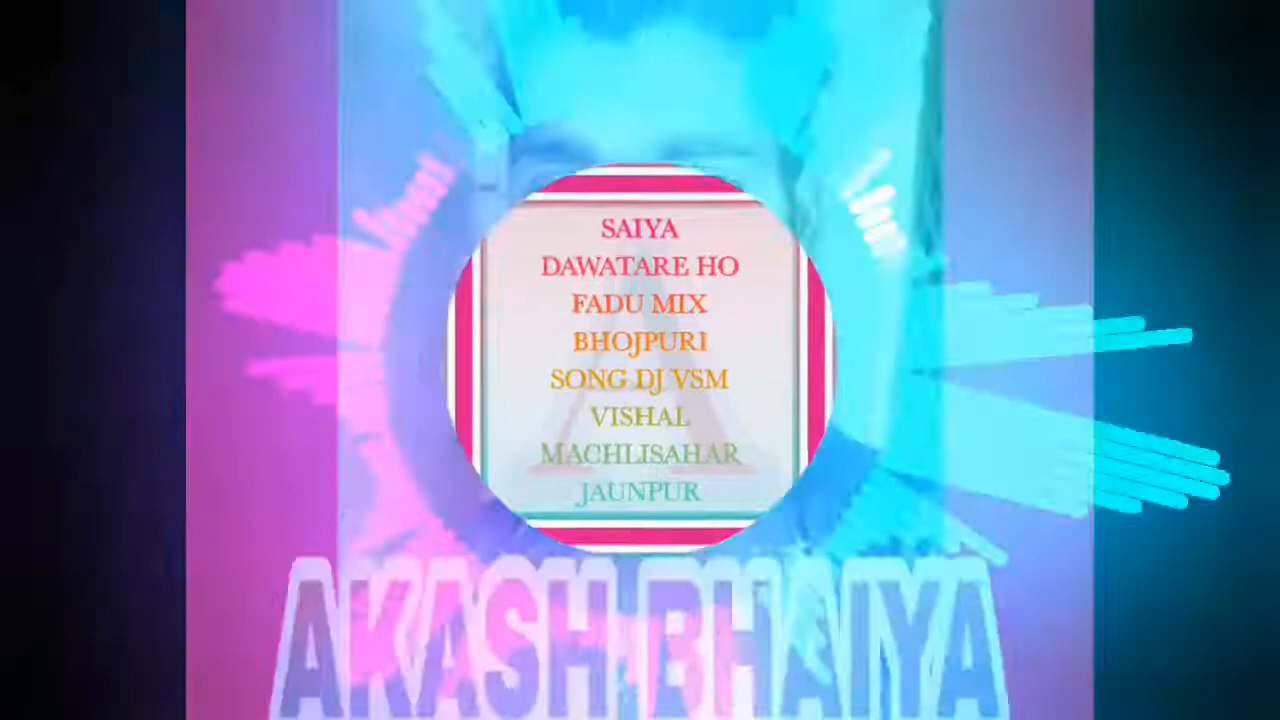 SAIYA
DAWATARE HO
FADU MIX
BHOJPURI
SONG DJ VSM
VISHAL
MACHLISAHAR
JAUNPUR
AKASH BHAIYA